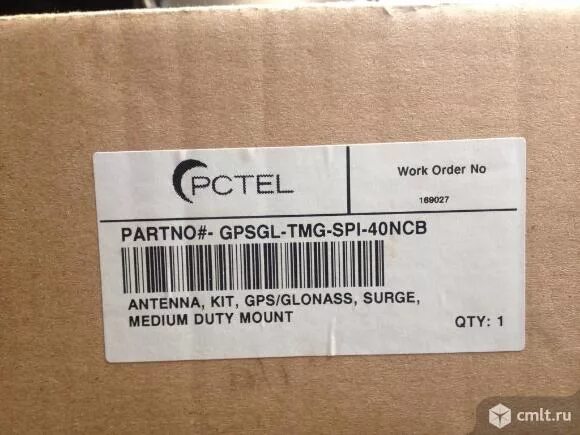 PCTEL
Work Order No
169027
PARTNO#- GPSGL-TMG-SPI-40NCB
ANTENNA, KIT, GPS/GLONASS, SURGE,
MEDIUM DUTY MOUNT
QTY: 1
cmlt.ru